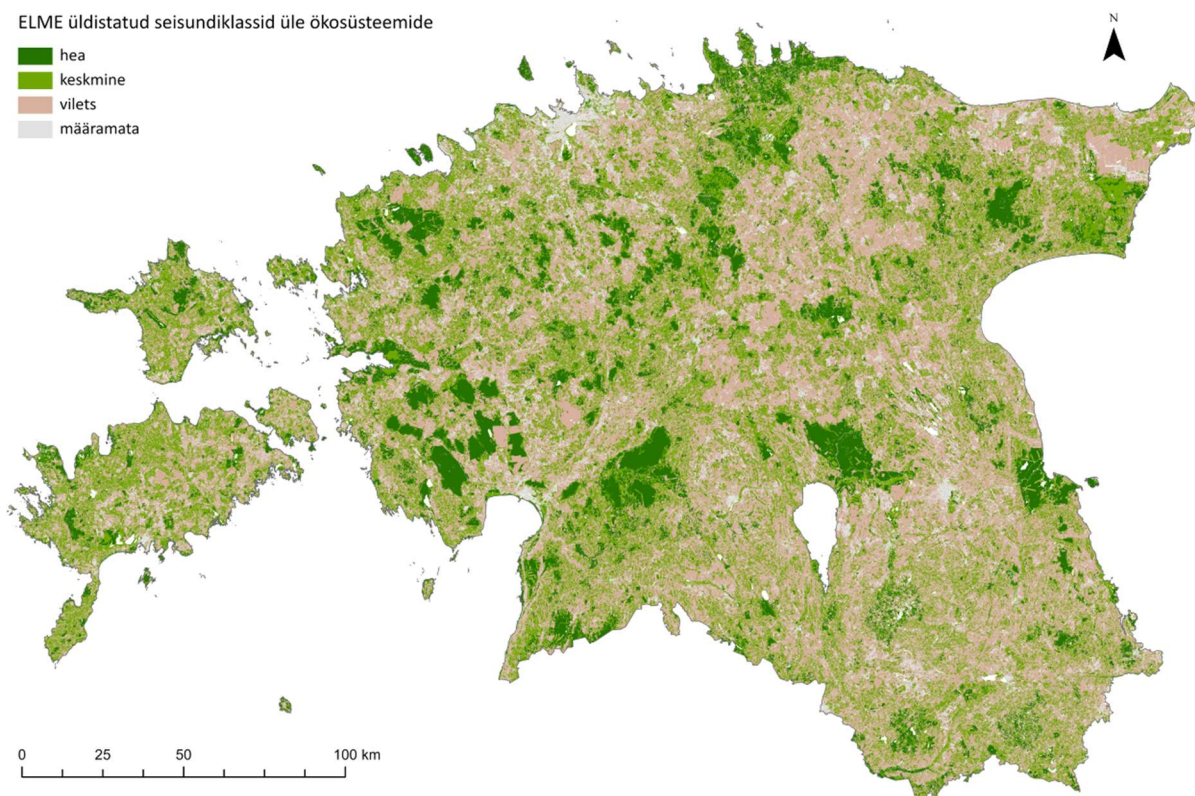 ELME üldistatud seisundiklassid üle ökosüsteemide
hea
keskmine
vilets
määramata
N
0 25 50 100 km